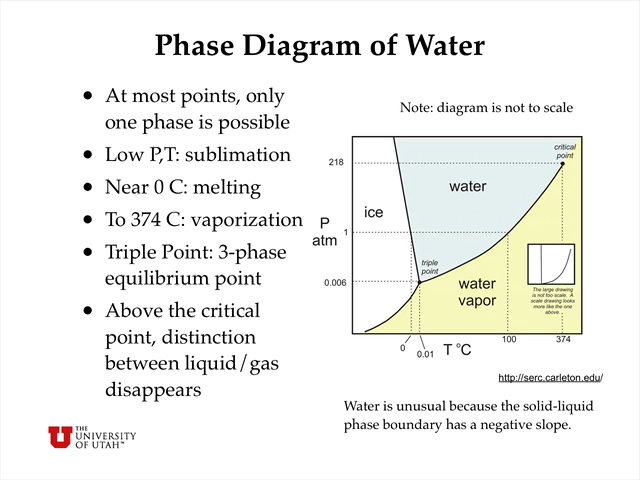 Phase Diagram of Water
• At most points, only
one phase is possible
• Low P,T: sublimation
• Near 0 C: melting
• To 374 C: vaporization
• Triple Point: 3-phase
equilibrium point
• Above the critical
point, distinction
between liquid/gas
disappears
Note: diagram is not to scale
critical
point
218
water
ice
P
atm
1
triple
point
water
vapor
0.006
The large drawing
is not too scale. A
scale drawing looks
more like the one
above.
0
0.01
T °C
100
374
http://serc.carleton.edu/
Water is unusual because the solid-liquid
phase boundary has a negative slope.
THE
UNIVERSITY
OF UTAH™